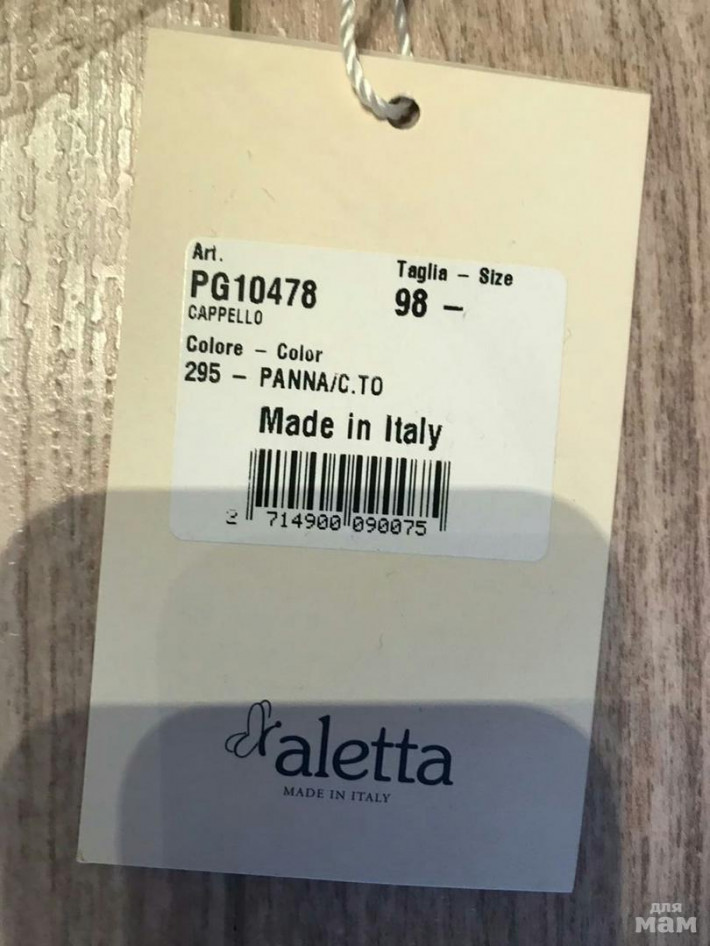 Art.
PG10478
CAPPELLO
Taglia – Size
98 –
Colore – Color
295 – PANNA/C.TO
Made in Italy
2 714900 090075
aletta
MADE IN ITALY
для
мам